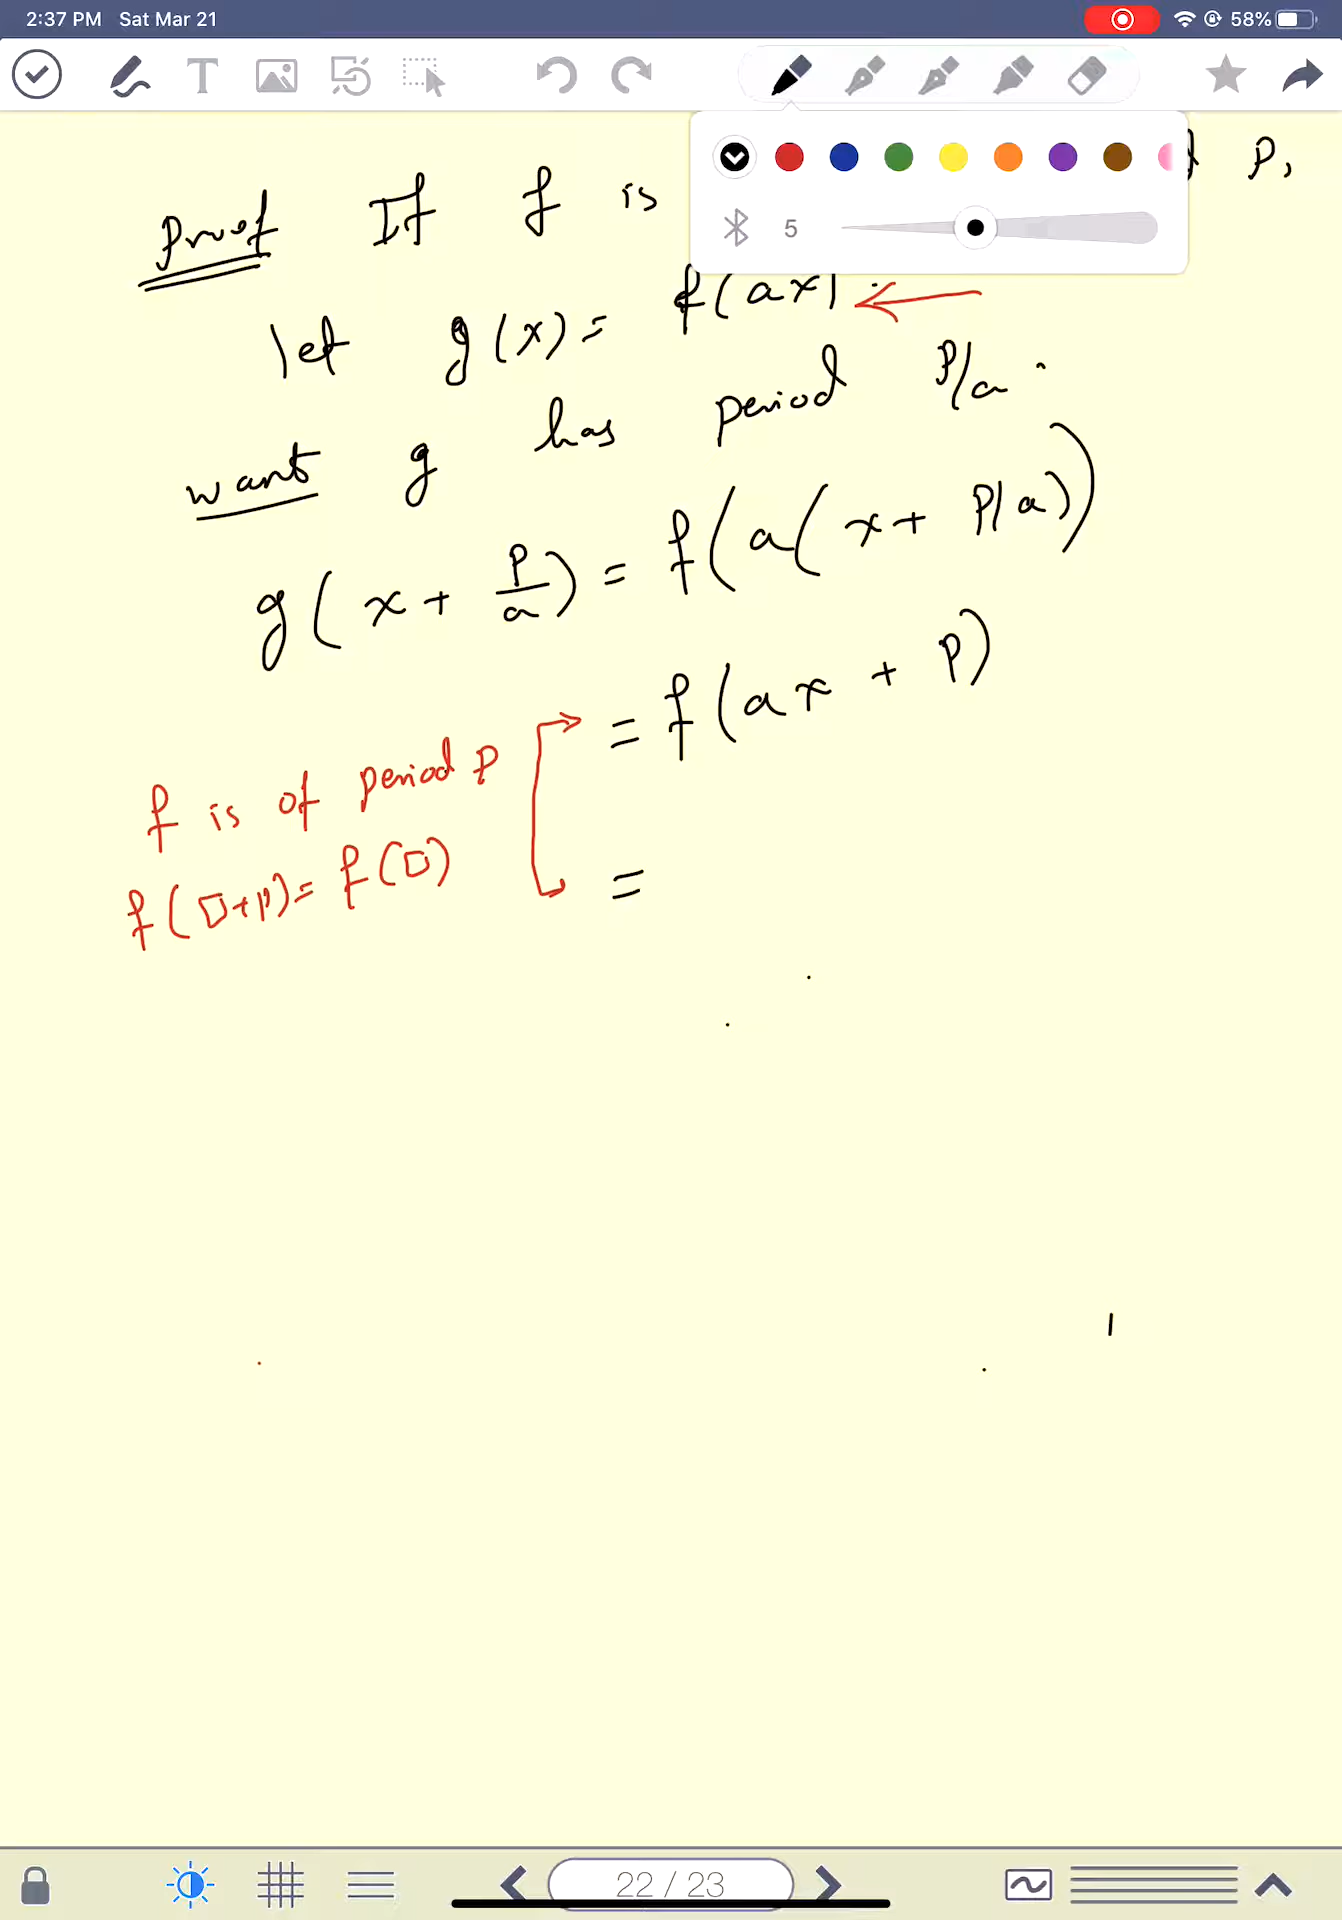 2:37 PM Sat Mar 21 58%
5
Proof If f is P,
let g(x) = f(ax)
want g has period P/a.
g(x + P/a) = f(a(x + P/a))
= f(ax + P)
f is of period P
f(□+P) = f(□)
=
22 / 23